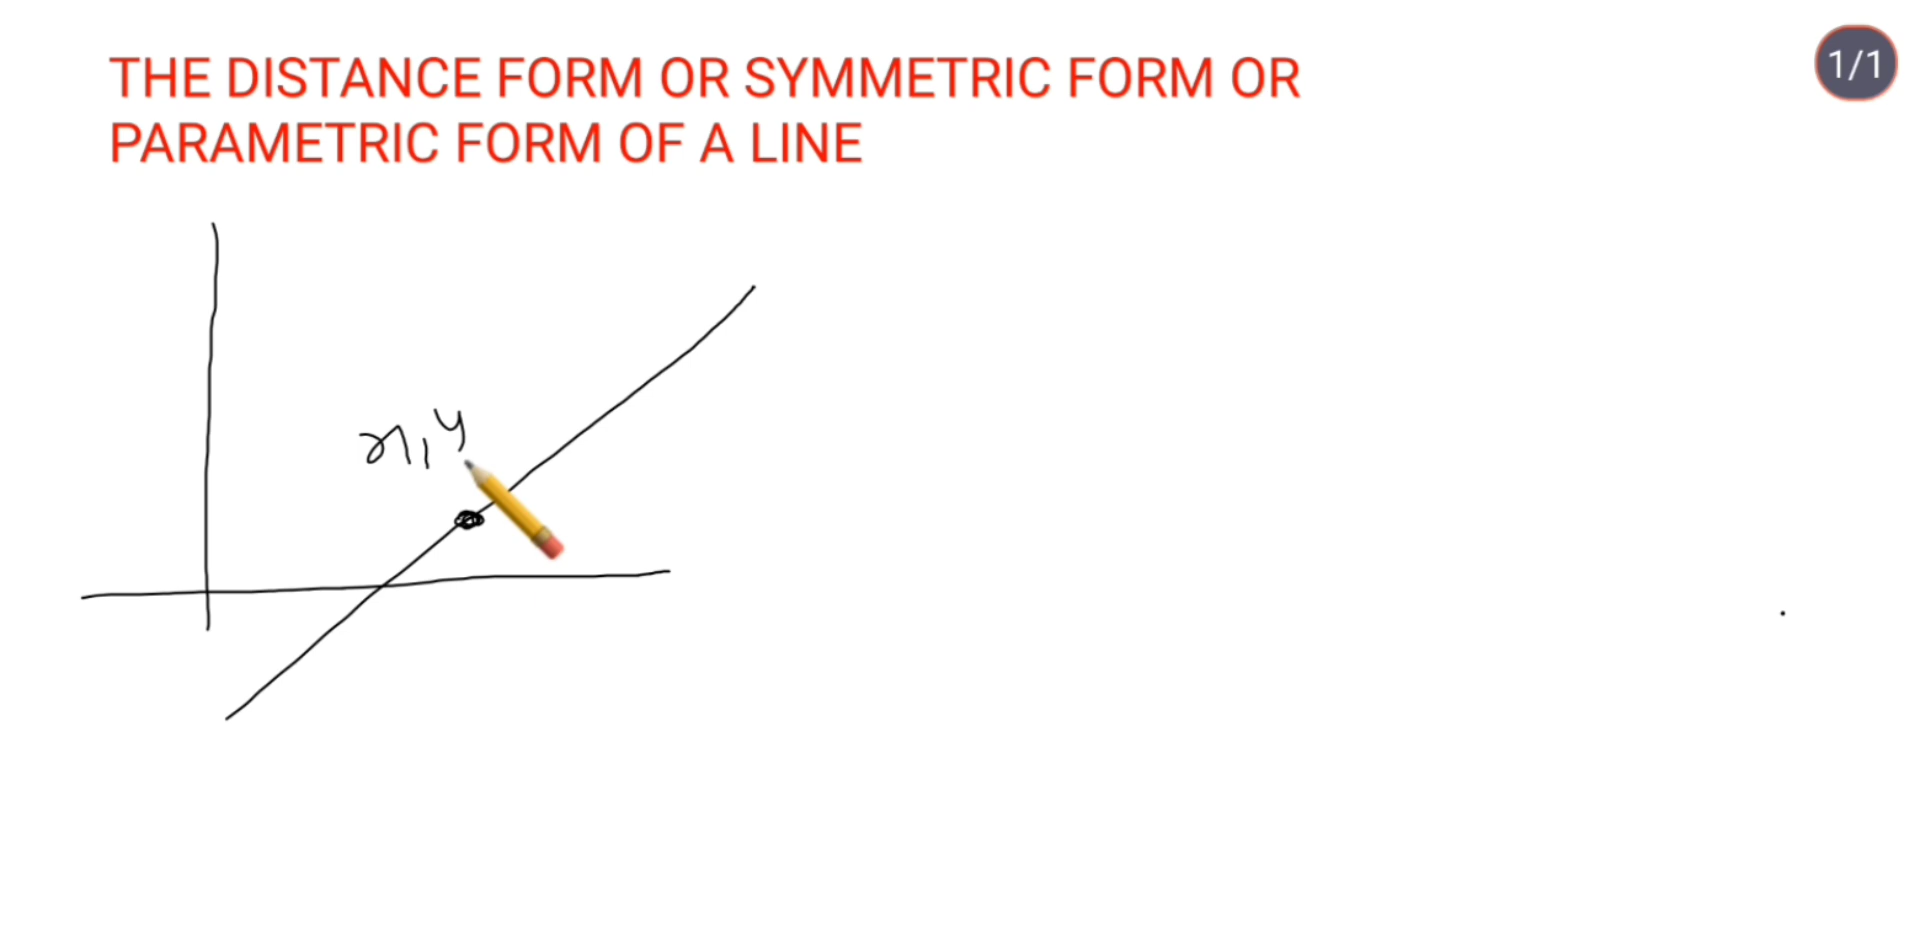 THE DISTANCE FORM OR SYMMETRIC FORM OR
PARAMETRIC FORM OF A LINE
1/1
x, y